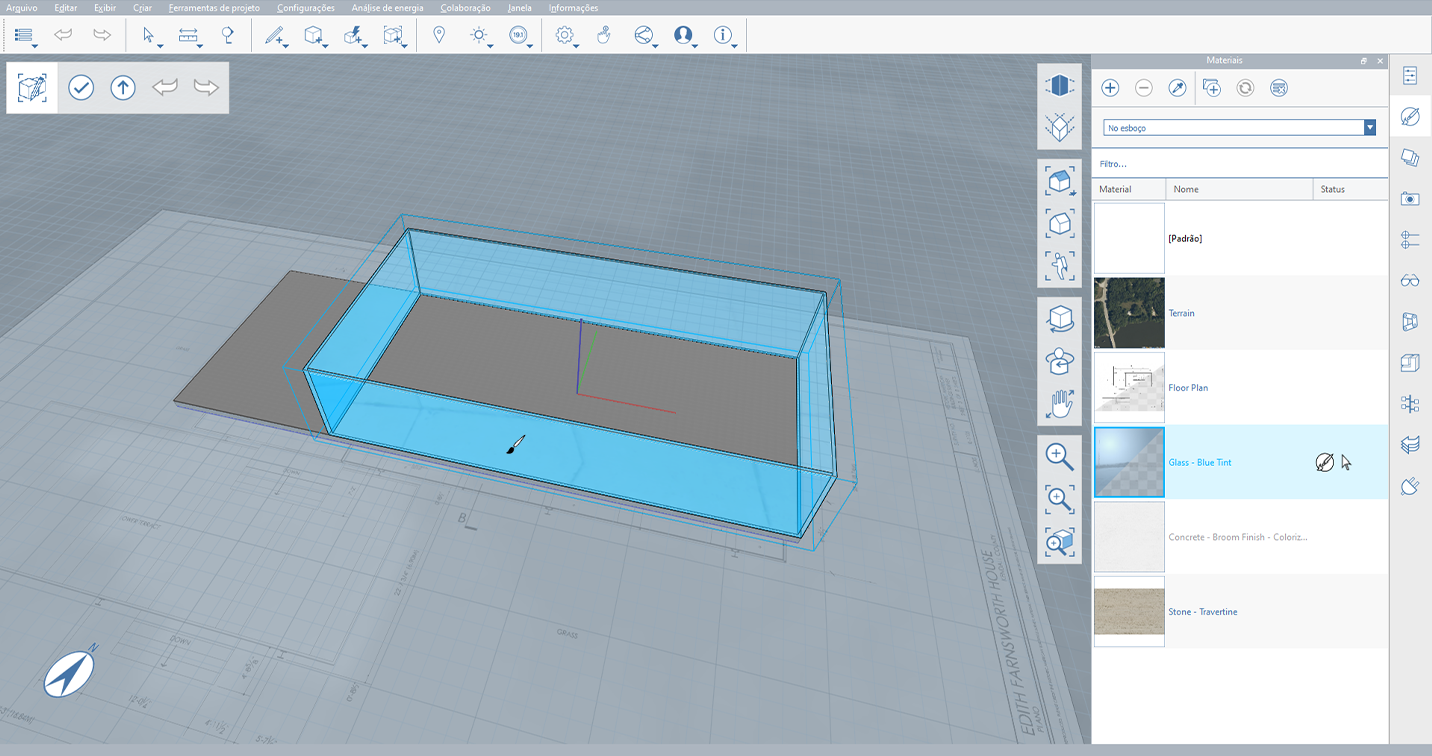 Arquivo Editar Exibir Criar Ferramentas de projeto Configurações Análise de energia Colaboração Janela Informações
Materiais
No esboço
Filtro...
Material Nome Status
[Padrão]
Terrain
Floor Plan
Glass - Blue Tint
Concrete - Broom Finish - Coloriz...
Stone - Travertine
B
GRASS
DOWN
N
EDITH FARNSWORTH HOUSE
PLANO